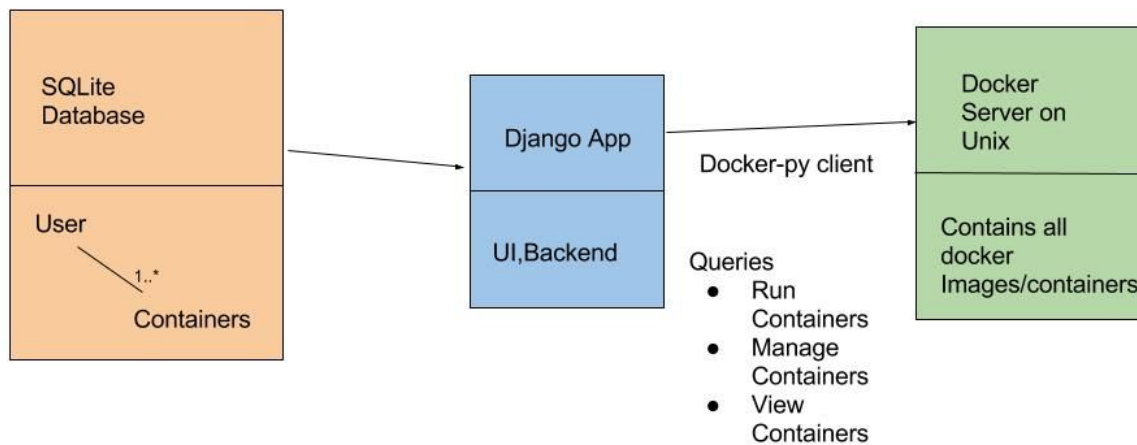 SQLite
Database
User
1..*
Containers
Django App
UI,Backend
Docker-py client
Queries
● Run
Containers
● Manage
Containers
● View
Containers
Docker
Server on
Unix
Contains all
docker
Images/containers